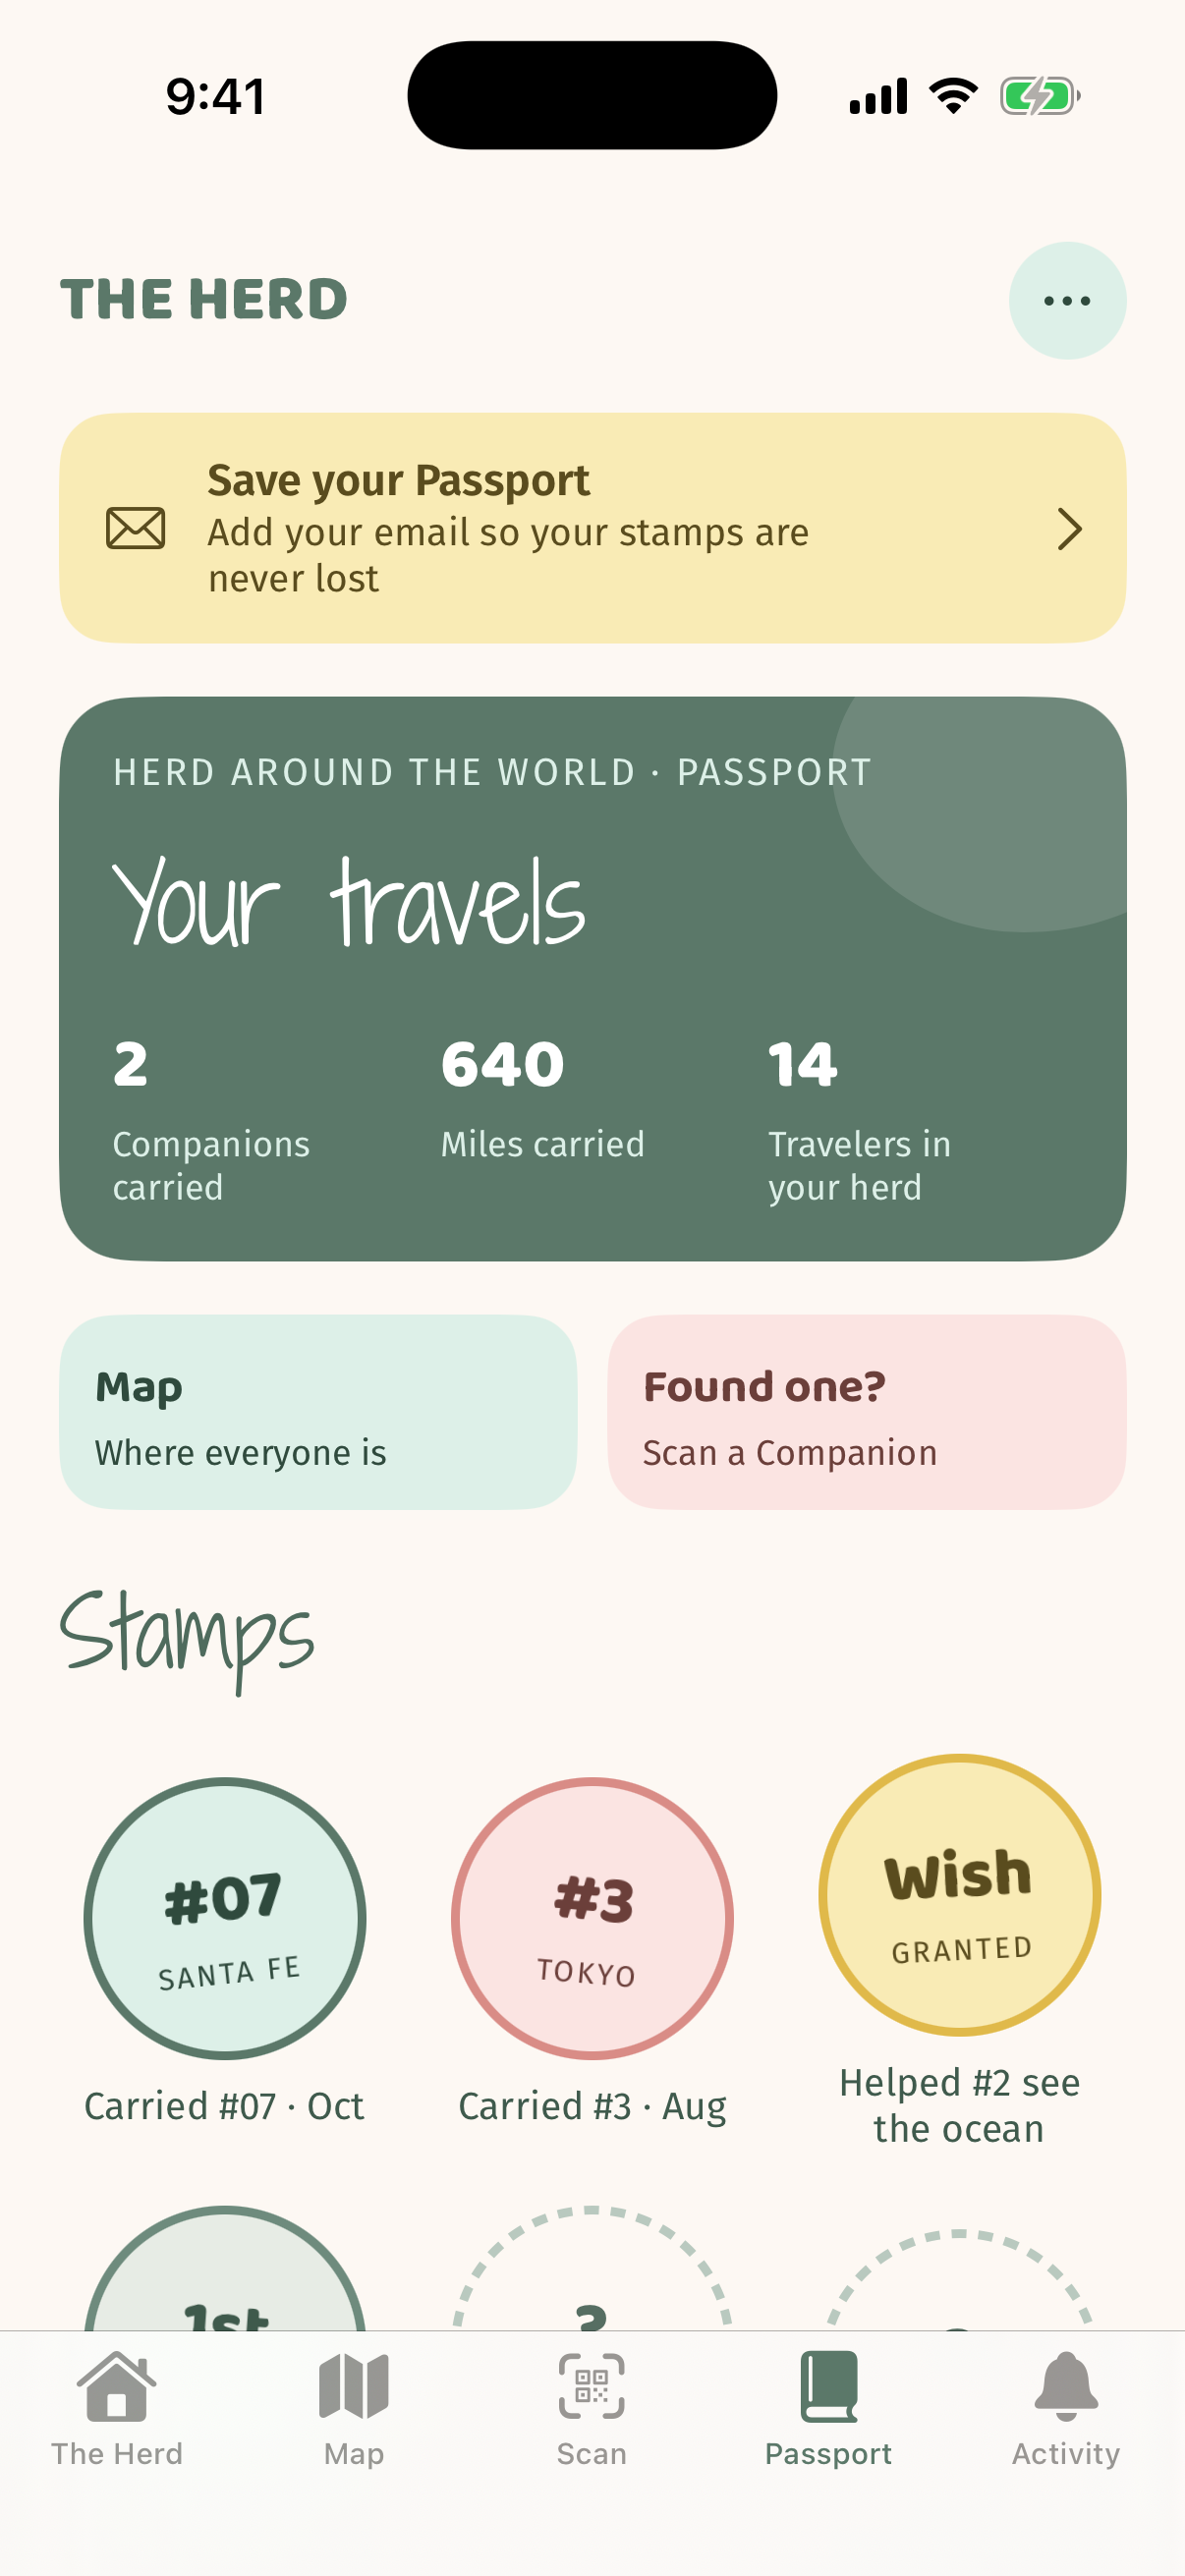 9:41
THE HERD
Save your Passport
Add your email so your stamps are
never lost
HERD AROUND THE WORLD · PASSPORT
Your travels
2
640
14
Companions
carried
Miles carried
Travelers in
your herd
Map
Where everyone is
Found one?
Scan a Companion
Stamps
#07
SANTA FE
#3
TOKYO
Wish
GRANTED
Carried #07 · Oct
Carried #3 · Aug
Helped #2 see
the ocean
1st
The Herd
Map
Scan
Passport
Activity